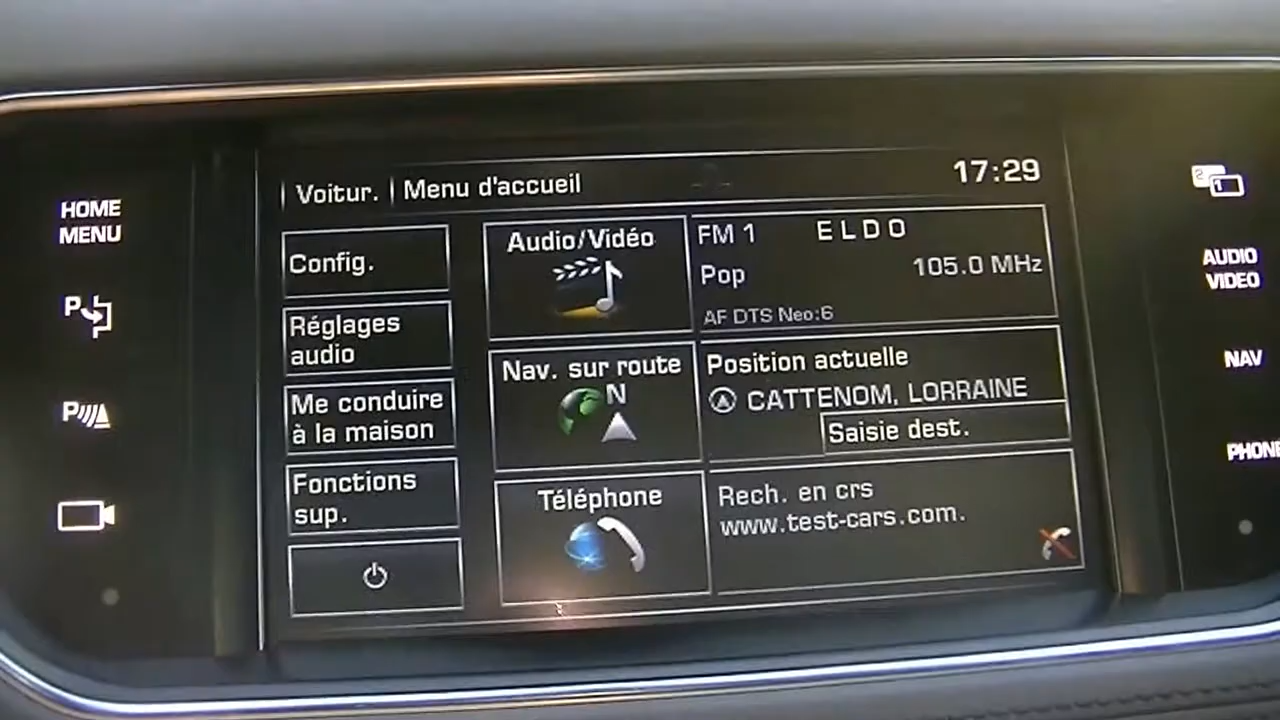 HOME
MENU
P
P
Voitur. | Menu d'accueil
17:29
Config.
Réglages
audio
Me conduire
à la maison
Fonctions
sup.
Audio/Vidéo
FM 1 ELDO
Pop 105.0 MHz
AF DTS Neo:6
Nav. sur route
N
Position actuelle
CATTENOM, LORRAINE
Saisie dest.
Téléphone
Rech. en crs
www.test-cars.com.
2
1
AUDIO
VIDEO
NAV
PHONE